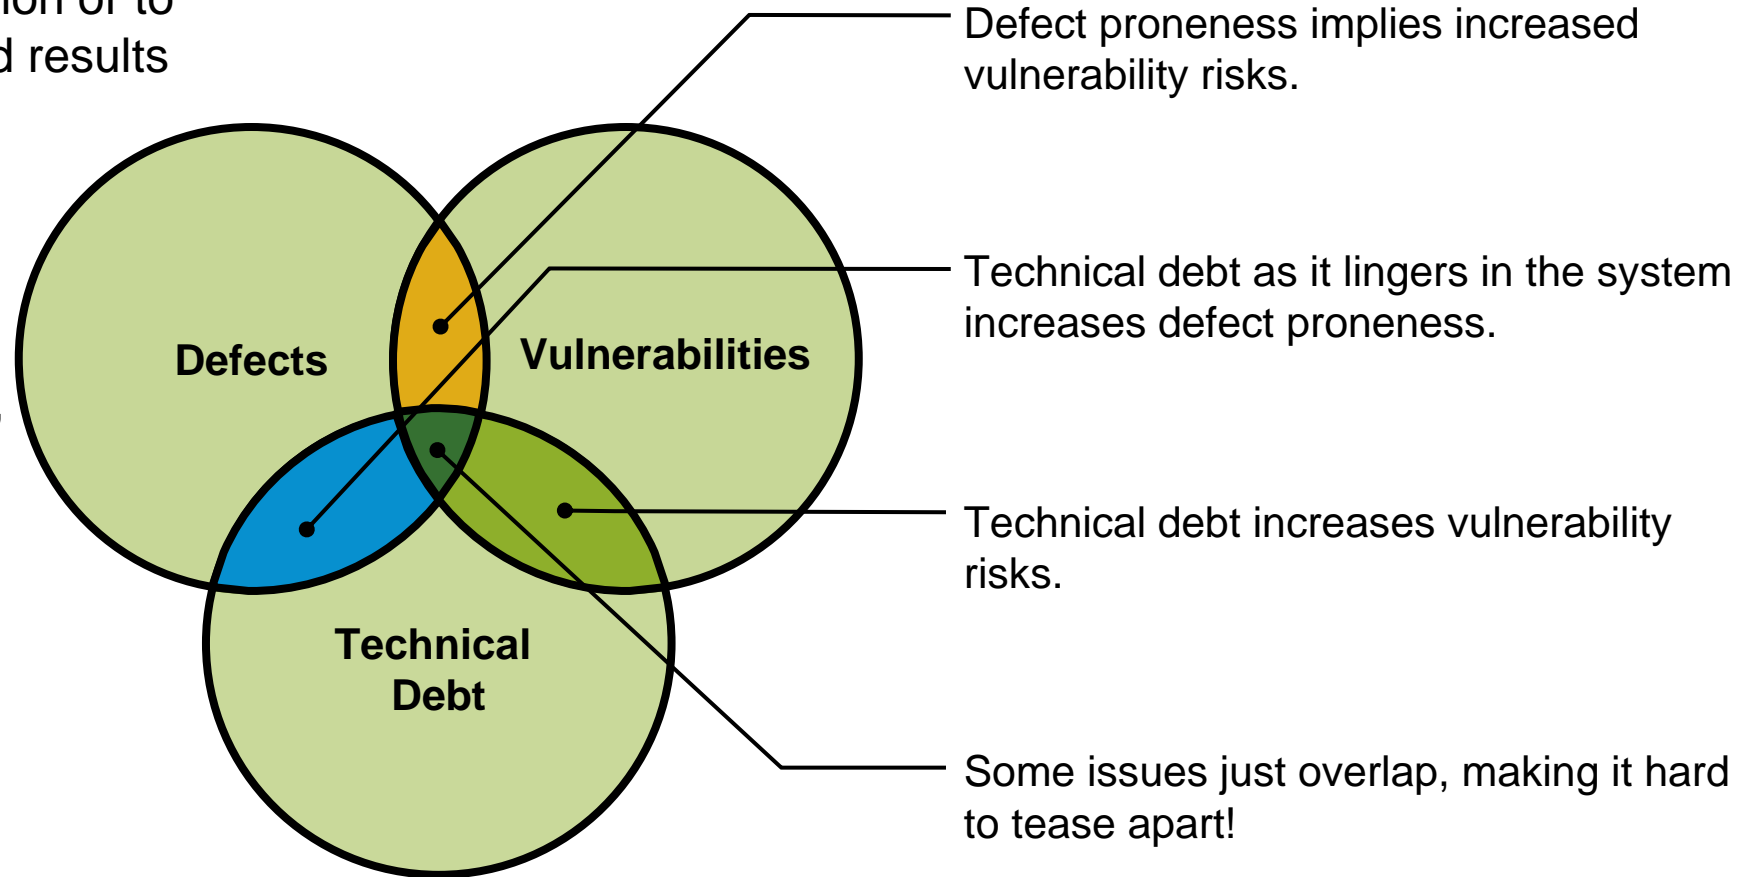 to
d results
Defect proneness implies increased
vulnerability risks.
Technical debt as it lingers in the system
increases defect proneness.
Defects
Vulnerabilities
Technical debt increases vulnerability
risks.
Technical
Debt
Some issues just overlap, making it hard
to tease apart!